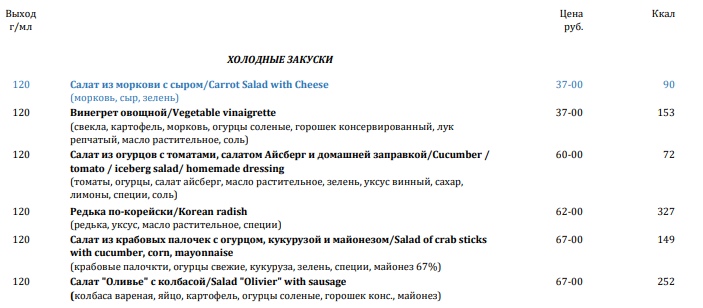 Выход г/мл Цена руб. Ккал
ХОЛОДНЫЕ ЗАКУСКИ
120 Салат из моркови с сыром/Carrot Salad with Cheese 37-00 90
(морковь, сыр, зелень)
120 Винегрет овощной/Vegetable vinaigrette 37-00 153
(свекла, картофель, морковь, огурцы соленые, горошек консервированный, лук
репчатый, масло растительное, соль)
120 Салат из огурцов с томатами, салатом Айсберг и домашней заправкой/Cucumber / 60-00 72
tomato / iceberg salad/ homemade dressing
(томаты, огурцы, салат айсберг, масло растительное, зелень, уксус винный, сахар,
лимоны, специи, соль)
120 Редька по-корейски/Korean radish 62-00 327
(редька, уксус, масло растительное, специи)
120 Салат из крабовых палочек с огурцом, кукурузой и майонезом/Salad of crab sticks 67-00 149
with cucumber, corn, mayonnaise
(крабовые палочкти, огурцы свежие, кукуруза, зелень, специи, майонез 67%)
120 Салат "Оливье" с колбасой/Salad "Olivier" with sausage 67-00 252
(колбаса вареная, яйцо, картофель, огурцы соленые, горошек конс., майонез)